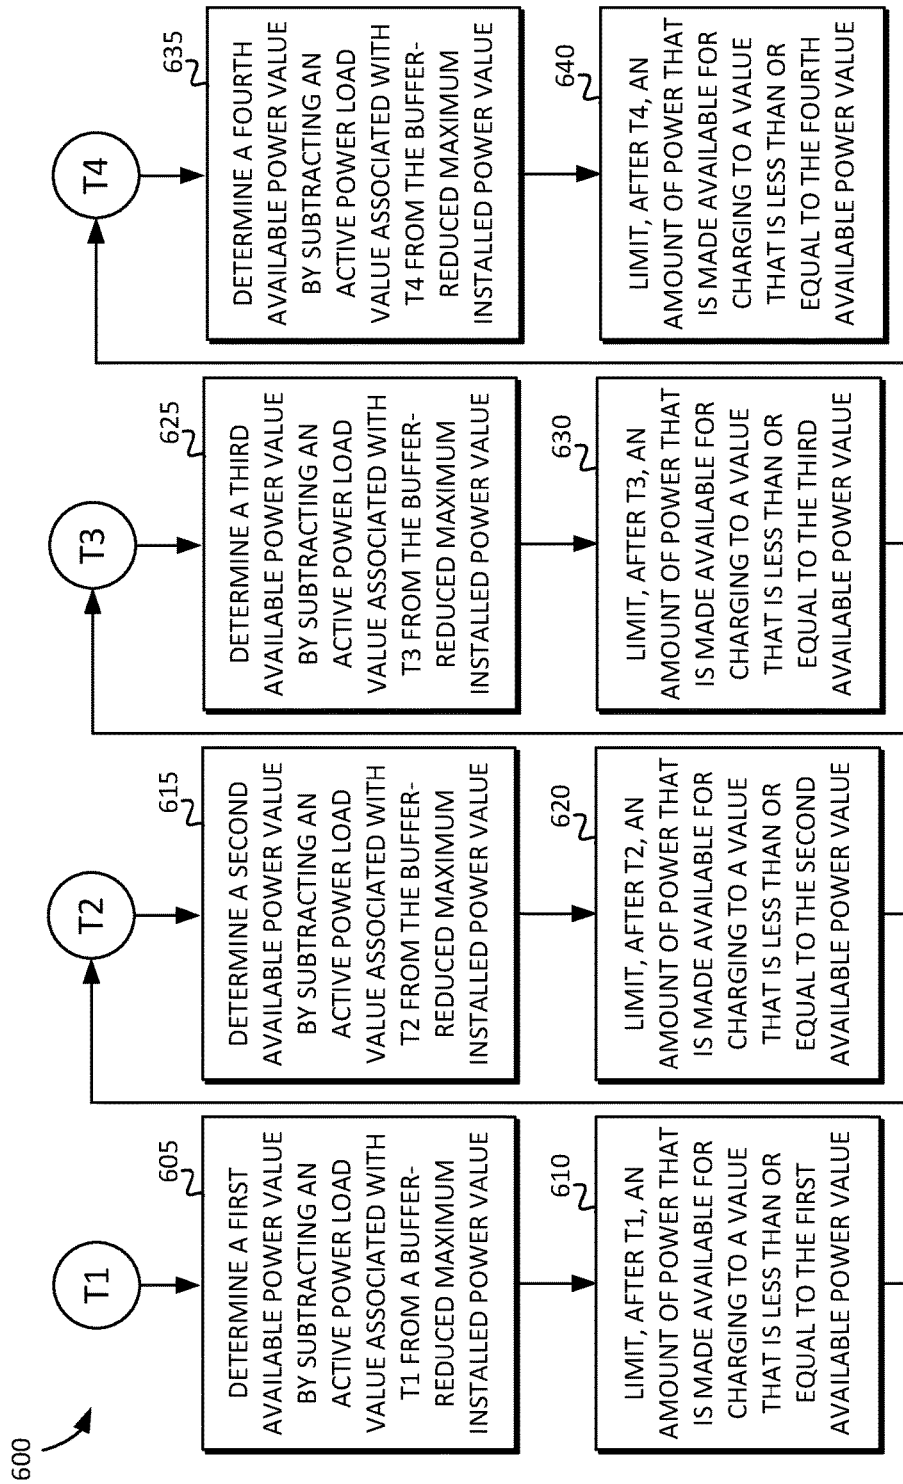 600
T1
605
DETERMINE A FIRST
AVAILABLE POWER VALUE
BY SUBTRACTING AN
ACTIVE POWER LOAD
VALUE ASSOCIATED WITH
T1 FROM A BUFFER-
REDUCED MAXIMUM
INSTALLED POWER VALUE
610
LIMIT, AFTER T1, AN
AMOUNT OF POWER THAT
IS MADE AVAILABLE FOR
CHARGING TO A VALUE
THAT IS LESS THAN OR
EQUAL TO THE FIRST
AVAILABLE POWER VALUE
T2
615
DETERMINE A SECOND
AVAILABLE POWER VALUE
BY SUBTRACTING AN
ACTIVE POWER LOAD
VALUE ASSOCIATED WITH
T2 FROM THE BUFFER-
REDUCED MAXIMUM
INSTALLED POWER VALUE
620
LIMIT, AFTER T2, AN
AMOUNT OF POWER THAT
IS MADE AVAILABLE FOR
CHARGING TO A VALUE
THAT IS LESS THAN OR
EQUAL TO THE SECOND
AVAILABLE POWER VALUE
T3
625
DETERMINE A THIRD
AVAILABLE POWER VALUE
BY SUBTRACTING AN
ACTIVE POWER LOAD
VALUE ASSOCIATED WITH
T3 FROM THE BUFFER-
REDUCED MAXIMUM
INSTALLED POWER VALUE
630
LIMIT, AFTER T3, AN
AMOUNT OF POWER THAT
IS MADE AVAILABLE FOR
CHARGING TO A VALUE
THAT IS LESS THAN OR
EQUAL TO THE THIRD
AVAILABLE POWER VALUE
T4
635
DETERMINE A FOURTH
AVAILABLE POWER VALUE
BY SUBTRACTING AN
ACTIVE POWER LOAD
VALUE ASSOCIATED WITH
T4 FROM THE BUFFER-
REDUCED MAXIMUM
INSTALLED POWER VALUE
640
LIMIT, AFTER T4, AN
AMOUNT OF POWER THAT
IS MADE AVAILABLE FOR
CHARGING TO A VALUE
THAT IS LESS THAN OR
EQUAL TO THE FOURTH
AVAILABLE POWER VALUE